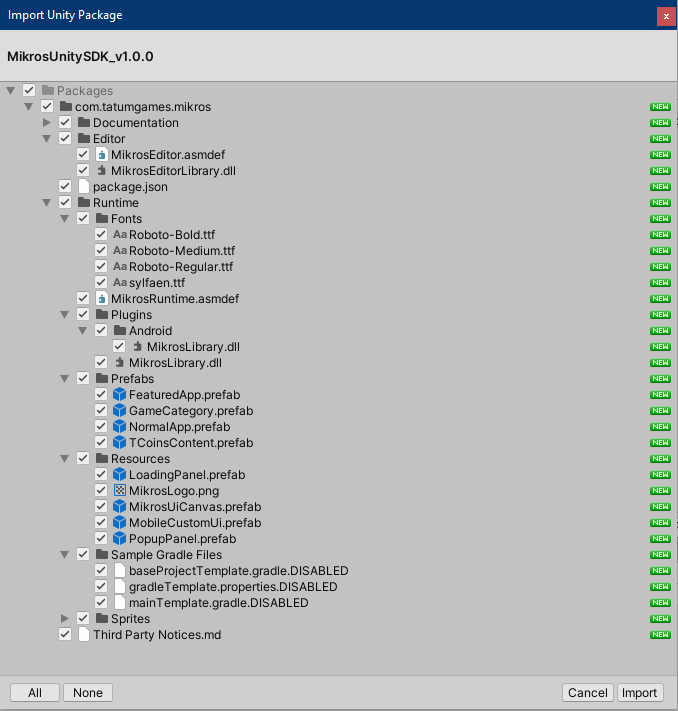 Import Unity Package
x
MikrosUnitySDK_v1.0.0
Packages
com.tatumgames.mikros NEW
Documentation NEW
Editor NEW
MikrosEditor.asmdef NEW
MikrosEditorLibrary.dll NEW
package.json NEW
Runtime NEW
Fonts NEW
Aa Roboto-Bold.ttf NEW
Aa Roboto-Medium.ttf NEW
Aa Roboto-Regular.ttf NEW
Aa sylfaen.ttf NEW
MikrosRuntime.asmdef NEW
Plugins NEW
Android NEW
MikrosLibrary.dll NEW
MikrosLibrary.dll NEW
Prefabs NEW
FeaturedApp.prefab NEW
GameCategory.prefab NEW
NormalApp.prefab NEW
TCoinsContent.prefab NEW
Resources NEW
LoadingPanel.prefab NEW
MikrosLogo.png NEW
MikrosUiCanvas.prefab NEW
MobileCustomUi.prefab NEW
PopupPanel.prefab NEW
Sample Gradle Files NEW
baseProjectTemplate.gradle.DISABLED NEW
gradleTemplate.properties.DISABLED NEW
mainTemplate.gradle.DISABLED NEW
Sprites NEW
Third Party Notices.md NEW
All None Cancel Import